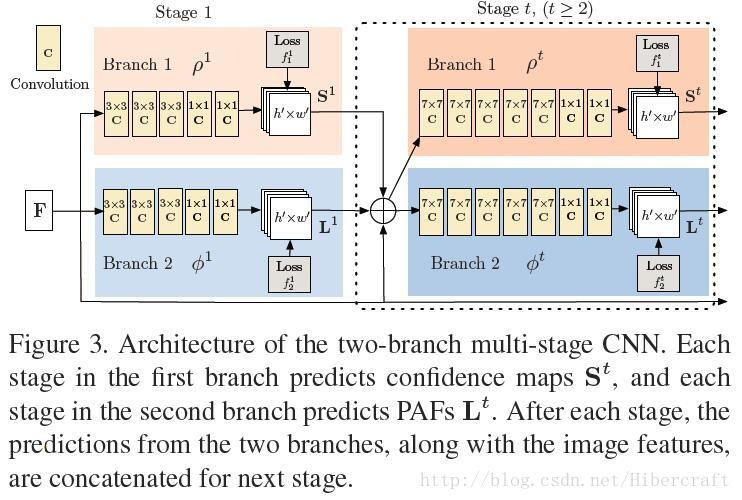 Stage 1
Stage t, (t ≥ 2)
C
Convolution
Branch 1 ρ¹
Loss
f₁¹
3×3 C 3×3 C 3×3 C 1×1 C 1×1 C
h′×w′
S¹
Branch 1 ρᵗ
Loss
f₁ᵗ
7×7 C 7×7 C 7×7 C 7×7 C 7×7 C 1×1 C 1×1 C
h′×w′
Sᵗ
F
3×3 C 3×3 C 3×3 C 1×1 C 1×1 C
h′×w′
L¹
Branch 2 ϕ¹
Loss
f₂¹
7×7 C 7×7 C 7×7 C 7×7 C 7×7 C 1×1 C 1×1 C
h′×w′
Lᵗ
Branch 2 ϕᵗ
Loss
f₂ᵗ
Figure 3. Architecture of the two-branch multi-stage CNN. Each
stage in the first branch predicts confidence maps Sᵗ, and each
stage in the second branch predicts PAFs Lᵗ. After each stage, the
predictions from the two branches, along with the image features,
are concatenated for next stage.
http://blog.csdn.net/Hibercraft